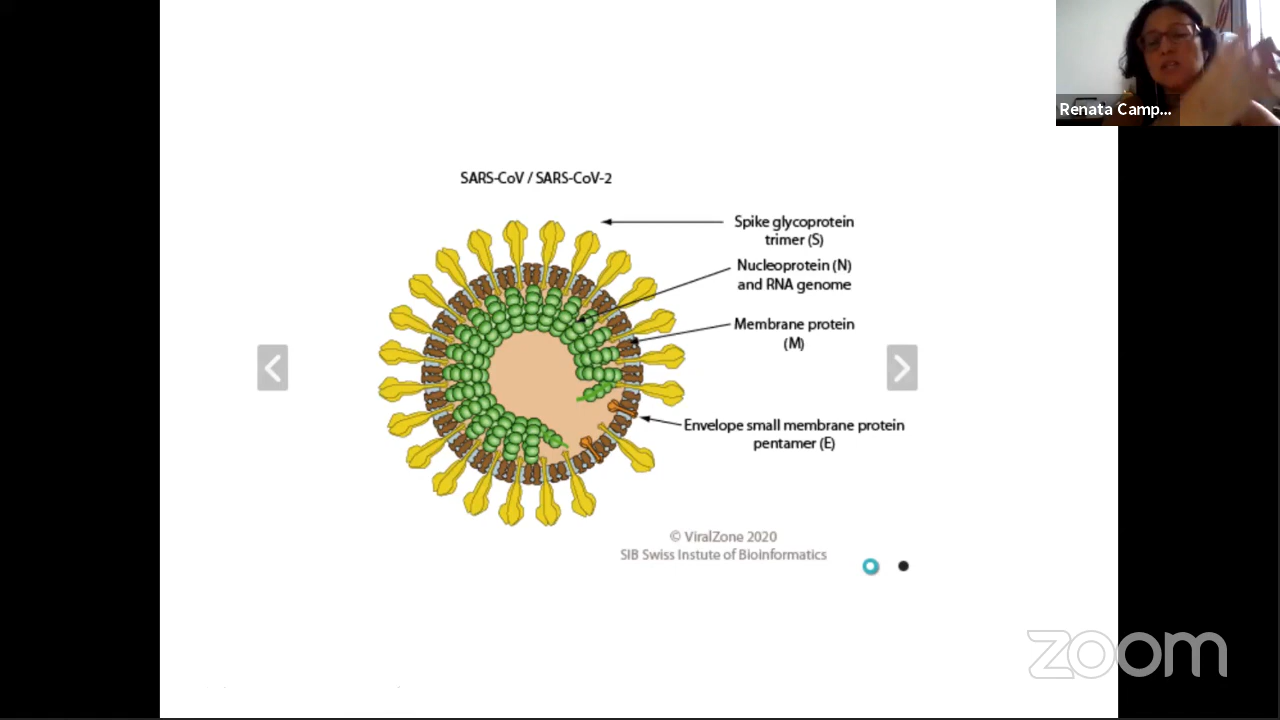 Renata Camp...
SARS-CoV / SARS-CoV-2
Spike glycoprotein
trimer (S)
Nucleoprotein (N)
and RNA genome
Membrane protein
(M)
Envelope small membrane protein
pentamer (E)
© ViralZone 2020
SIB Swiss Instute of Bioinformatics
zoom